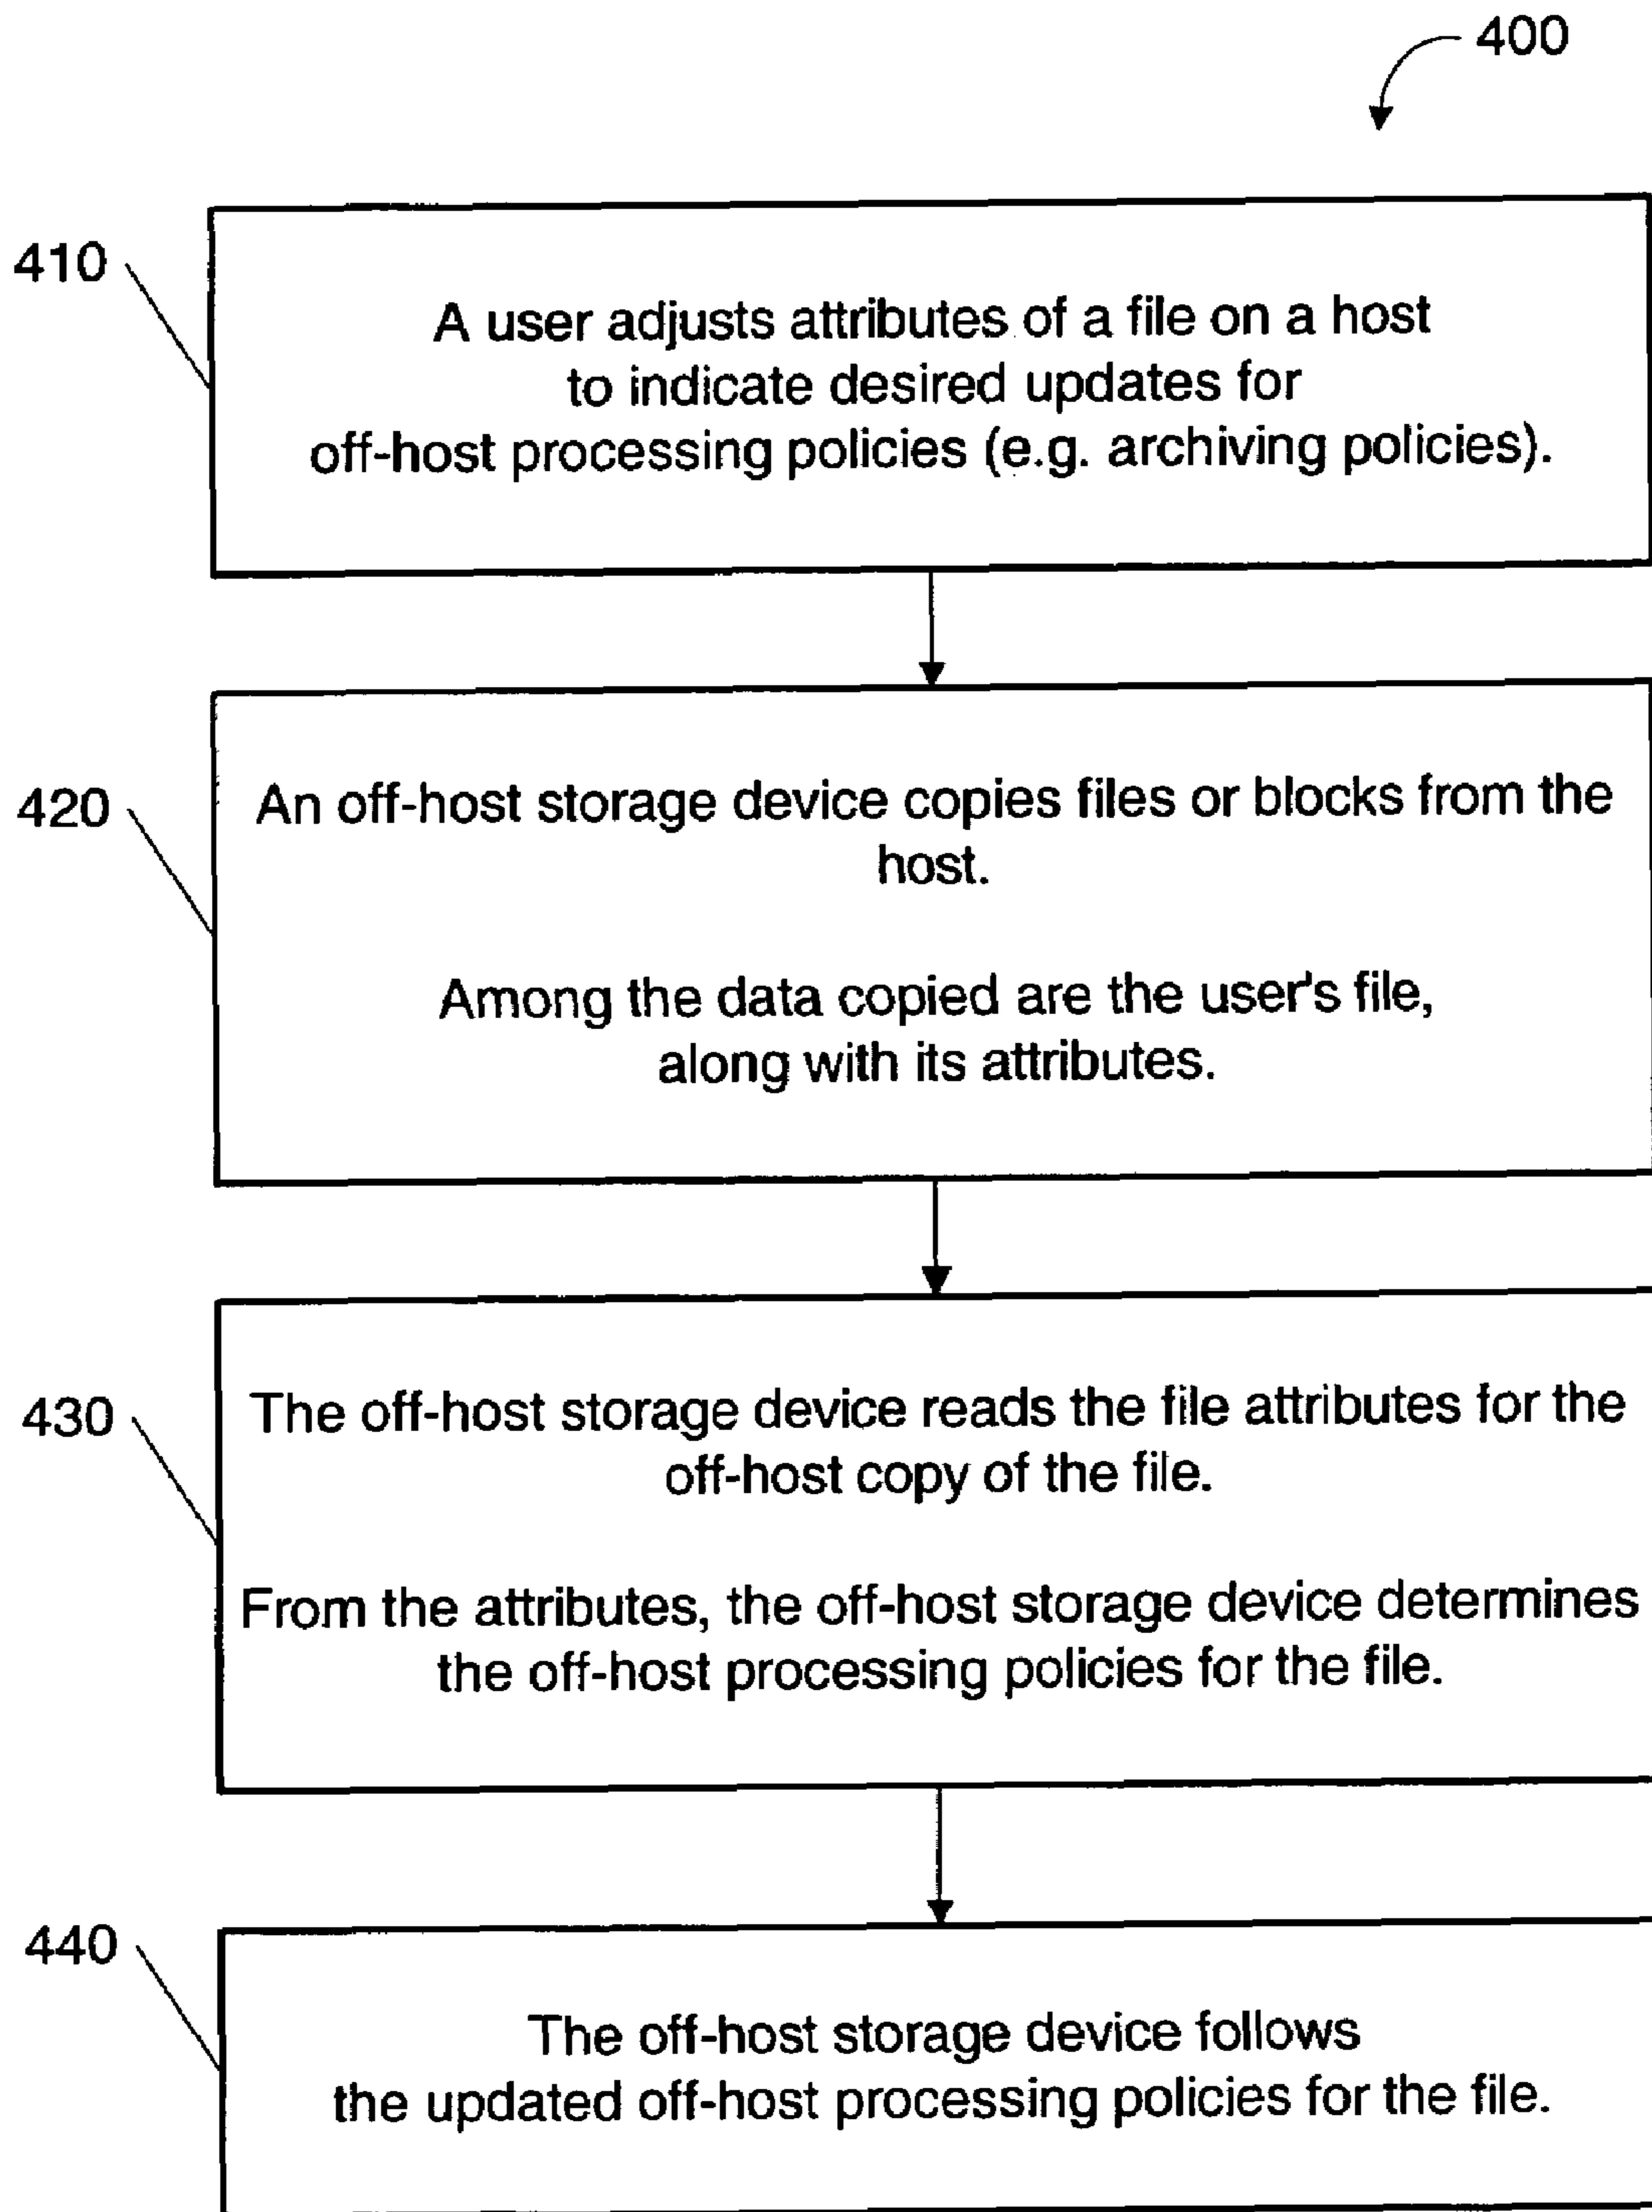 400
410
A user adjusts attributes of a file on a host
to indicate desired updates for
off-host processing policies (e.g. archiving policies).
420
An off-host storage device copies files or blocks from the
host.
Among the data copied are the user's file,
along with its attributes.
430
The off-host storage device reads the file attributes for the
off-host copy of the file.
From the attributes, the off-host storage device determines
the off-host processing policies for the file.
440
The off-host storage device follows
the updated off-host processing policies for the file.